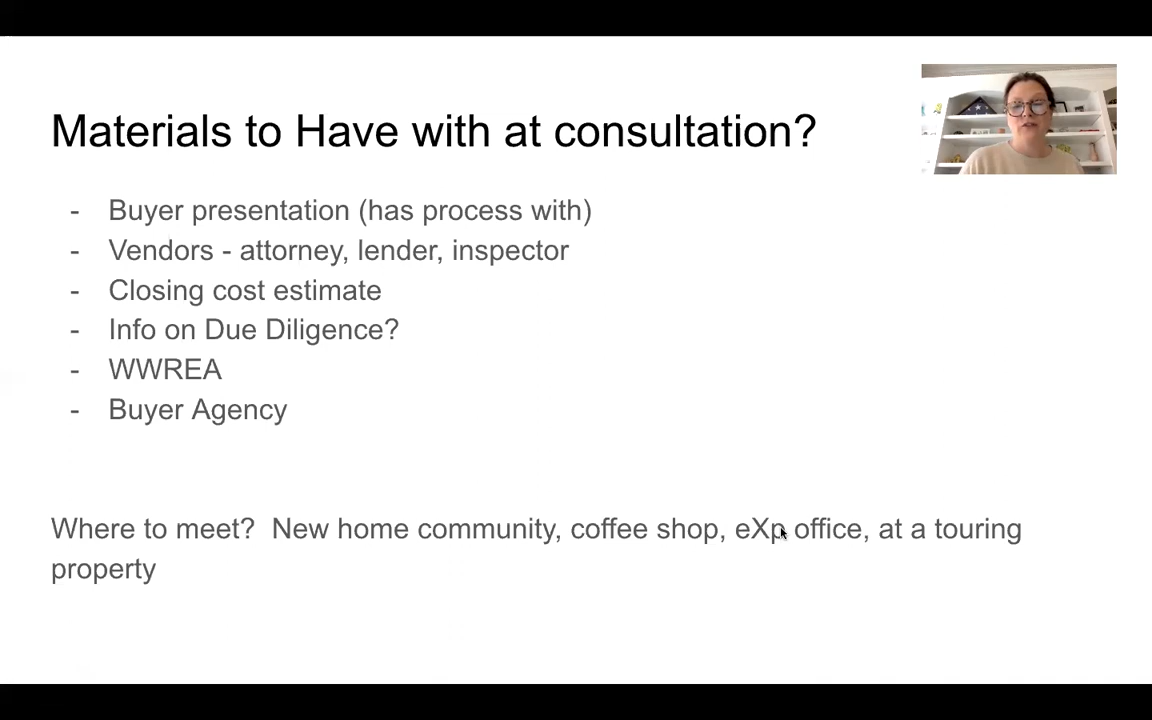 Materials to Have with at consultation?
- Buyer presentation (has process with)
- Vendors - attorney, lender, inspector
- Closing cost estimate
- Info on Due Diligence?
- WWREA
- Buyer Agency
Where to meet?  New home community, coffee shop, eXp office, at a touring
property